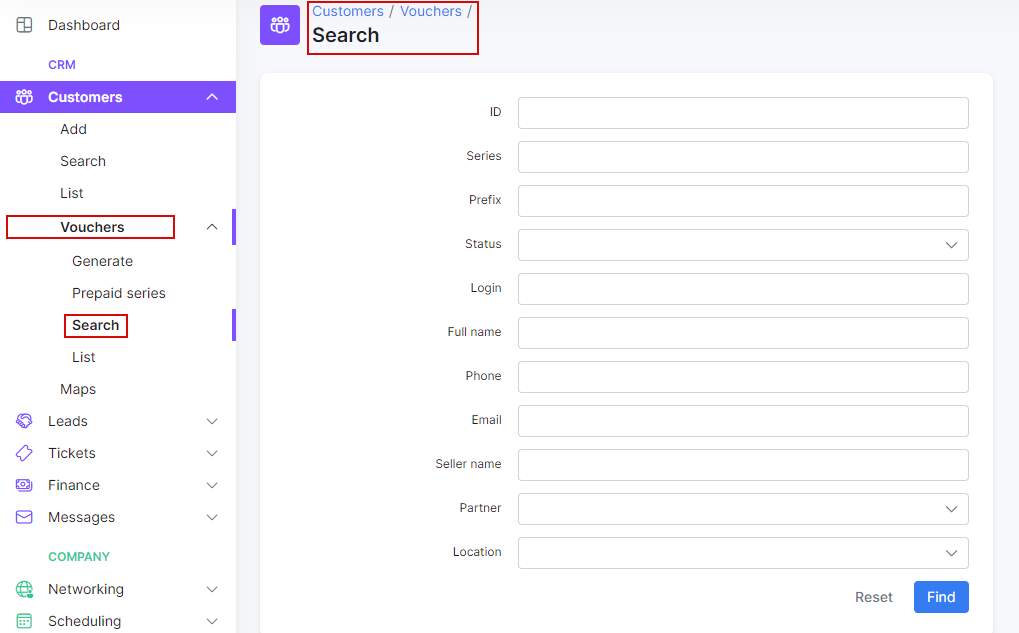 Dashboard
CRM
Customers
Add
Search
List
Vouchers
Generate
Prepaid series
Search
List
Maps
Leads
Tickets
Finance
Messages
COMPANY
Networking
Scheduling
Customers / Vouchers /
Search
ID
Series
Prefix
Status
Login
Full name
Phone
Email
Seller name
Partner
Location
Reset Find